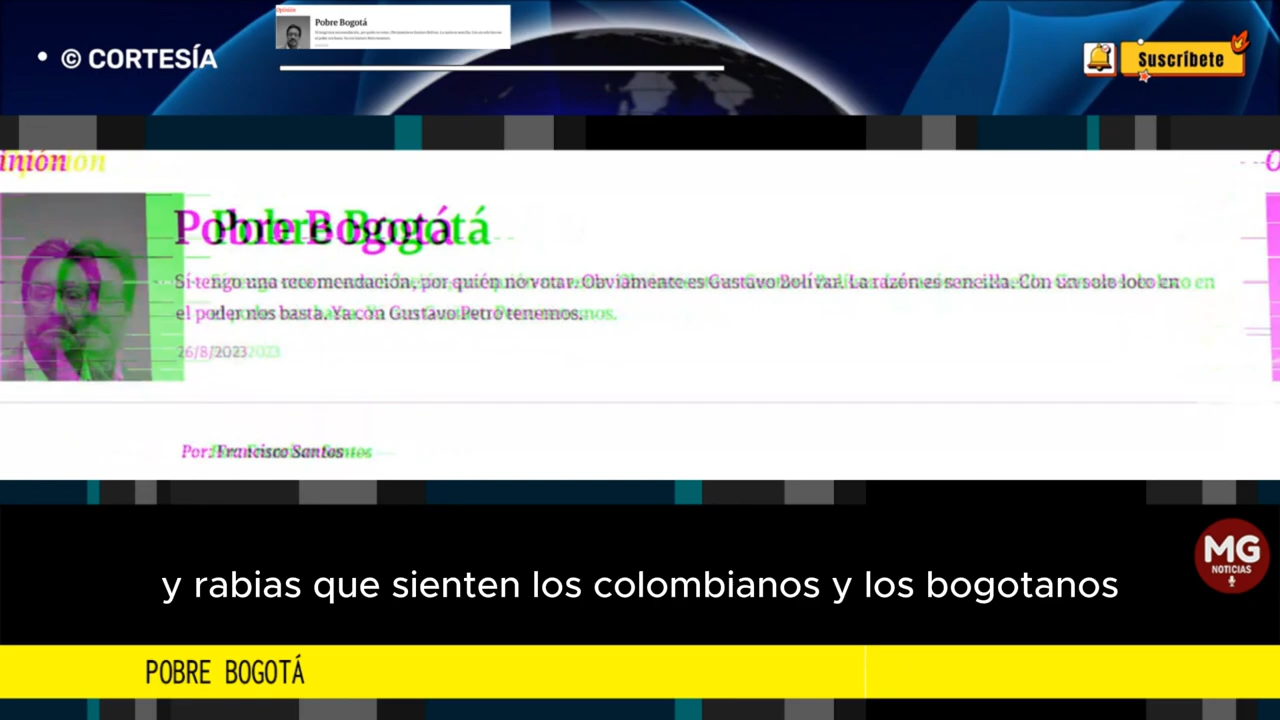 Opinión
Pobre Bogotá
• © CORTESÍA
Suscríbete
inión
Pobre Bogotá
Sí tengo una recomendación, por quién no votar. Obviamente es Gustavo Bolívar. La razón es sencilla. Con un solo loco en
el poder nos basta. Ya con Gustavo Petro tenemos.
26/8/2023
Por: Francisco Santos
MG
NOTICIAS
y rabias que sienten los colombianos y los bogotanos
POBRE BOGOTÁ